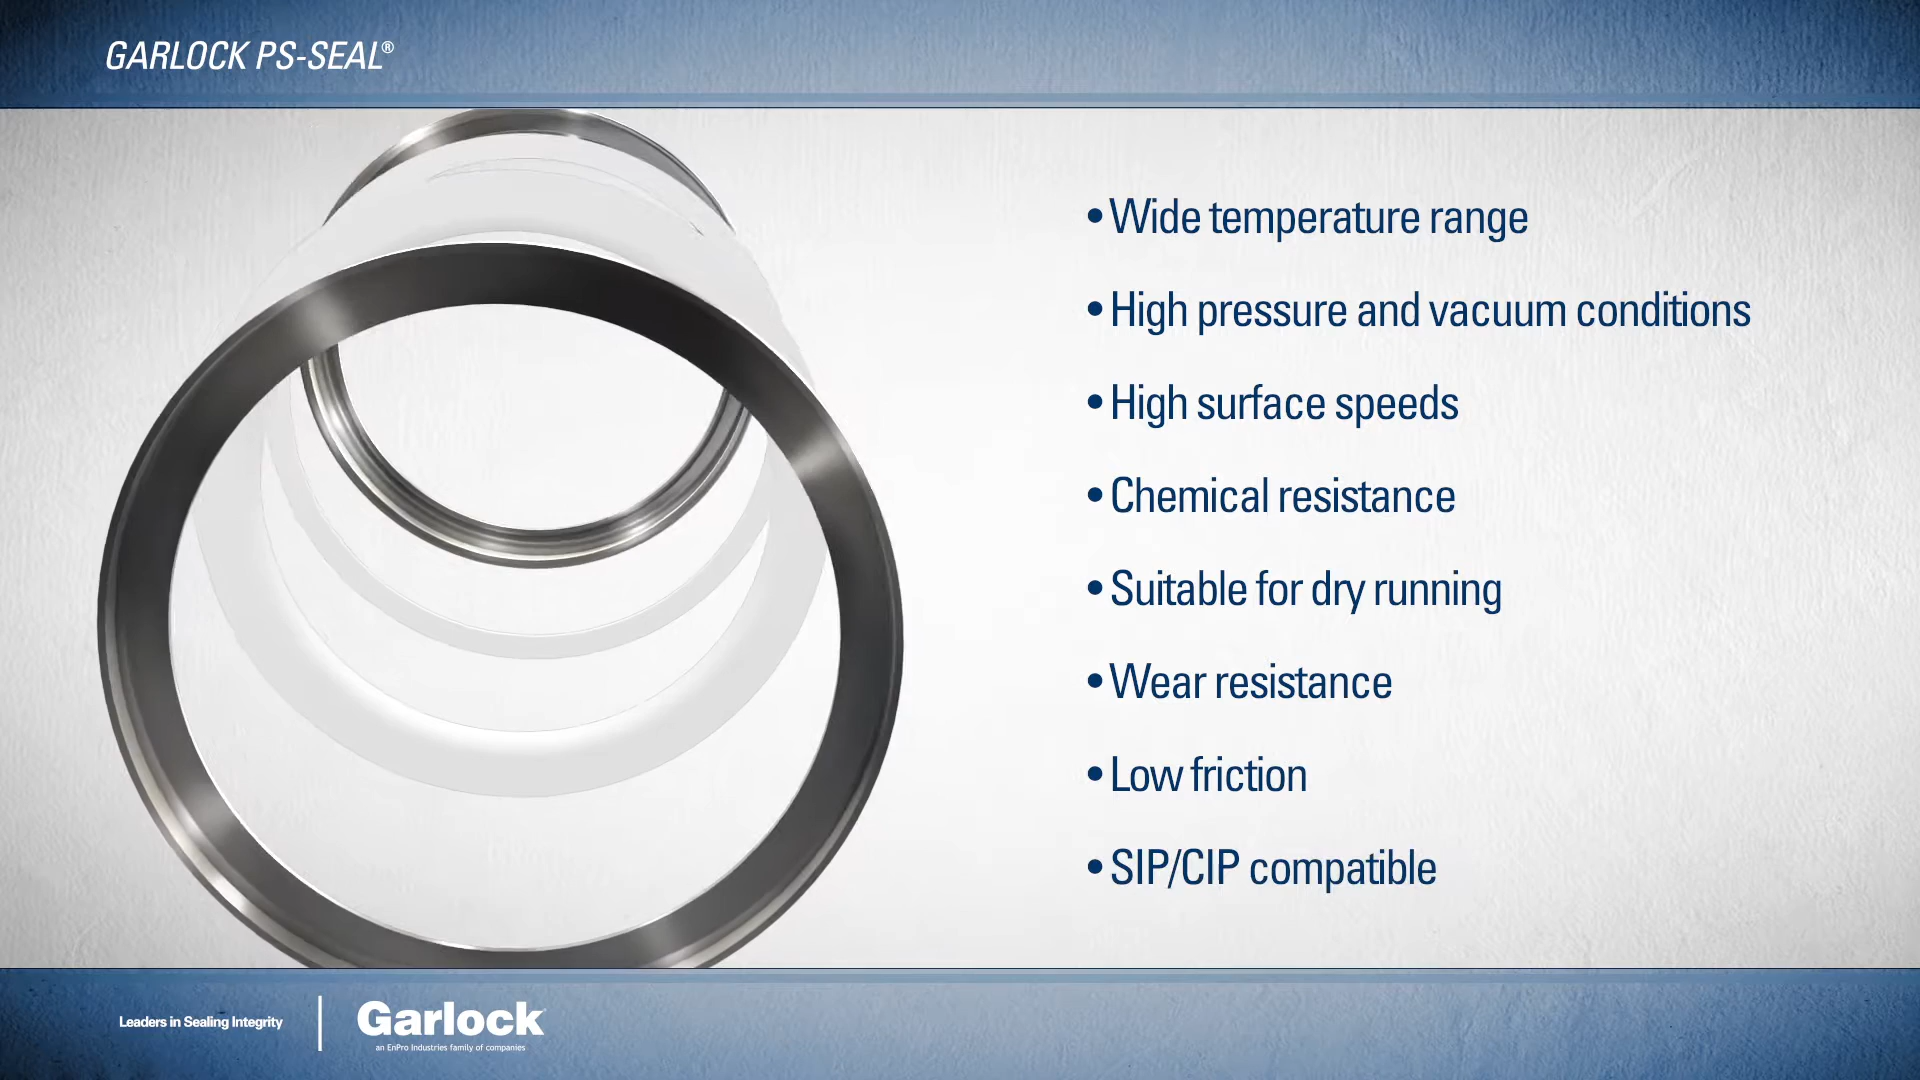 GARLOCK PS-SEAL®
• Wide temperature range
• High pressure and vacuum conditions
• High surface speeds
• Chemical resistance
• Suitable for dry running
• Wear resistance
• Low friction
• SIP/CIP compatible
Leaders in Sealing Integrity
Garlock
an EnPro Industries family of companies